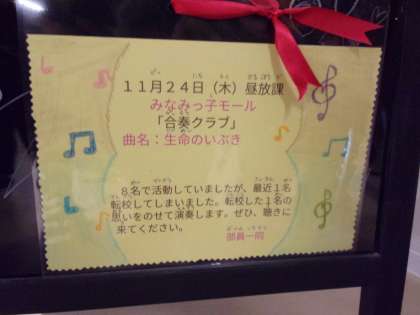 11月24日（木）昼放課
みなみっ子モール
「合奏クラブ」
曲名：生命のいぶき
8名で活動していましたが、最近1名
転校してしまいました。転校した1名の
思いをのせて演奏します。ぜひ、聴きに
来てください。
部員一同